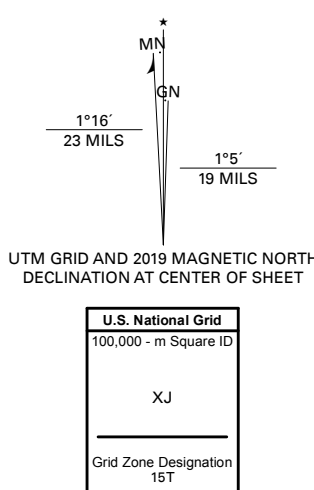 MN
GN
1°16´
23 MILS
1°5´
19 MILS
UTM GRID AND 2019 MAGNETIC NORTH
DECLINATION AT CENTER OF SHEET
U.S. National Grid
100,000 - m Square ID
XJ
Grid Zone Designation
15T